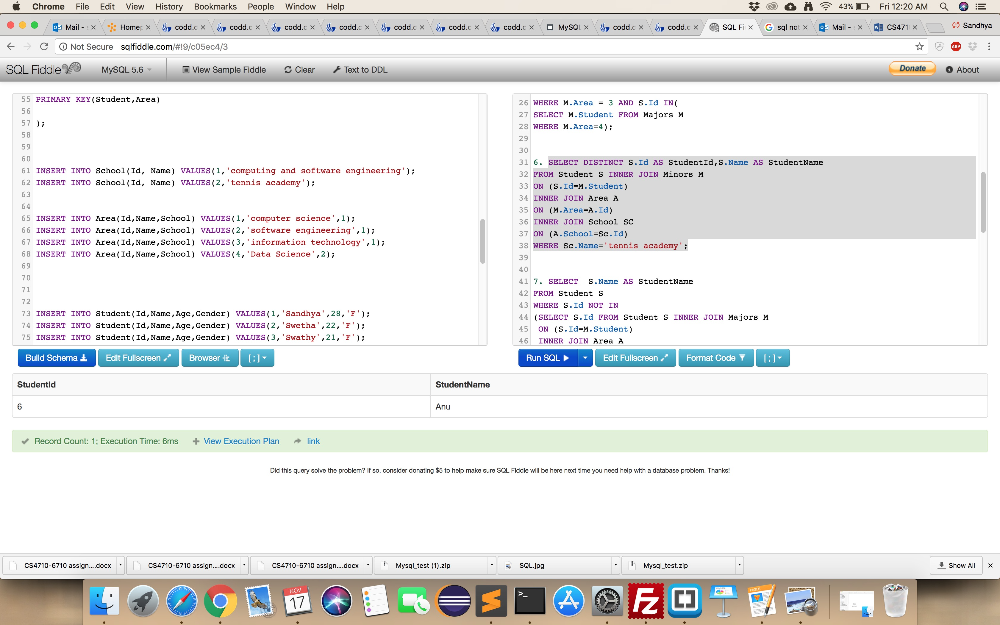 Chrome File Edit View History Bookmarks People Window Help 43% Fri 12:20 AM
Mail - Homep codd.c codd.c codd.c codd.c codd.c codd.c codd.c MySQL codd.c codd.c SQL Fi sql not Mail - CS471 Sandhya
Not Secure sqlfiddle.com/#!9/c05ec4/3 ABP
SQL Fiddle MySQL 5.6 View Sample Fiddle Clear Text to DDL Donate About
55 PRIMARY KEY(Student,Area)
56
57 );
58
59
60
61 INSERT INTO School(Id, Name) VALUES(1,'computing and software engineering');
62 INSERT INTO School(Id, Name) VALUES(2,'tennis academy');
63
64
65 INSERT INTO Area(Id,Name,School) VALUES(1,'computer science',1);
66 INSERT INTO Area(Id,Name,School) VALUES(2,'software engineering',1);
67 INSERT INTO Area(Id,Name,School) VALUES(3,'information technology',1);
68 INSERT INTO Area(Id,Name,School) VALUES(4,'Data Science',2);
69
70
71
72
73 INSERT INTO Student(Id,Name,Age,Gender) VALUES(1,'Sandhya',28,'F');
74 INSERT INTO Student(Id,Name,Age,Gender) VALUES(2,'Swetha',22,'F');
75 INSERT INTO Student(Id,Name,Age,Gender) VALUES(3,'Swathy',21,'F');
26 WHERE M.Area = 3 AND S.Id IN(
27 SELECT M.Student FROM Majors M
28 WHERE M.Area=4);
29
30
31 6. SELECT DISTINCT S.Id AS StudentId,S.Name AS StudentName
32 FROM Student S INNER JOIN Minors M
33 ON (S.Id=M.Student)
34 INNER JOIN Area A
35 ON (M.Area=A.Id)
36 INNER JOIN School SC
37 ON (A.School=Sc.Id)
38 WHERE Sc.Name='tennis academy';
39
40
41 7. SELECT  S.Name AS StudentName
42 FROM Student S
43 WHERE S.Id NOT IN
44 (SELECT S.Id FROM Student S INNER JOIN Majors M
45  ON (S.Id=M.Student)
46  INNER JOIN Area A
Build Schema Edit Fullscreen Browser [ ; ]
Run SQL Edit Fullscreen Format Code [ ; ]
StudentId StudentName
6 Anu
Record Count: 1; Execution Time: 6ms View Execution Plan link
Did this query solve the problem? If so, consider donating $5 to help make sure SQL Fiddle will be here next time you need help with a database problem. Thanks!
CS4710-6710 assign....docx CS4710-6710 assign....docx CS4710-6710 assign....docx Mysql_test (1).zip SQL.jpg Mysql_test.zip Show All
NOV
17
>_
Fz
PAGES